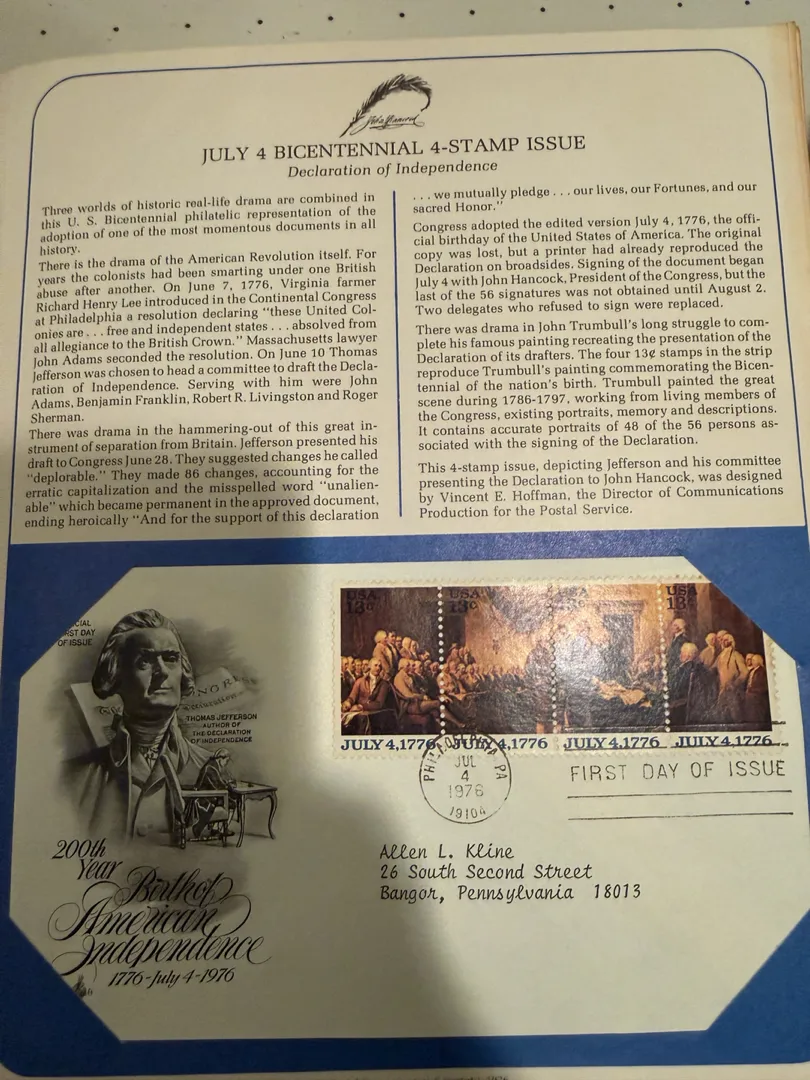 John Hancock
JULY 4 BICENTENNIAL 4-STAMP ISSUE
Declaration of Independence
Three worlds of historic real-life drama are combined in
this U. S. Bicentennial philatelic representation of the
adoption of one of the most momentous documents in all
history.
There is the drama of the American Revolution itself. For
years the colonists had been smarting under one British
abuse after another. On June 7, 1776, Virginia farmer
Richard Henry Lee introduced in the Continental Congress
at Philadelphia a resolution declaring "these United Col-
onies are . . . free and independent states . . . absolved from
all allegiance to the British Crown." Massachusetts lawyer
John Adams seconded the resolution. On June 10 Thomas
Jefferson was chosen to head a committee to draft the Decla-
ration of Independence. Serving with him were John
Adams, Benjamin Franklin, Robert R. Livingston and Roger
Sherman.
There was drama in the hammering-out of this great in-
strument of separation from Britain. Jefferson presented his
draft to Congress June 28. They suggested changes he called
"deplorable." They made 86 changes, accounting for the
erratic capitalization and the misspelled word "unalien-
able" which became permanent in the approved document,
ending heroically "And for the support of this declaration
. . . we mutually pledge . . . our lives, our Fortunes, and our
sacred Honor."
Congress adopted the edited version July 4, 1776, the offi-
cial birthday of the United States of America. The original
copy was lost, but a printer had already reproduced the
Declaration on broadsides. Signing of the document began
July 4 with John Hancock, President of the Congress, but the
last of the 56 signatures was not obtained until August 2.
Two delegates who refused to sign were replaced.
There was drama in John Trumbull's long struggle to com-
plete his famous painting recreating the presentation of the
Declaration of its drafters. The four 13¢ stamps in the strip
reproduce Trumbull's painting commemorating the Bicen-
tennial of the nation's birth. Trumbull painted the great
scene during 1786-1797, working from living members of
the Congress, existing portraits, memory and descriptions.
It contains accurate portraits of 48 of the 56 persons as-
sociated with the signing of the Declaration.
This 4-stamp issue, depicting Jefferson and his committee
presenting the Declaration to John Hancock, was designed
by Vincent E. Hoffman, the Director of Communications
Production for the Postal Service.
OF ISSUE
THOMAS JEFFERSON
AUTHOR OF
THE DECLARATION
OF INDEPENDENCE
200th
Year
Birth of
American
Independence
1776-July 4-1976
USA 13c
USA 13c
USA 13c
JULY 4,1776
JULY 4,1776
JULY 4,1776
JULY 4,1776
PHILADELPHIA PA
JUL
4
1976
19104
FIRST DAY OF ISSUE
Allen L. Kline
26 South Second Street
Bangor, Pennsylvania 18013